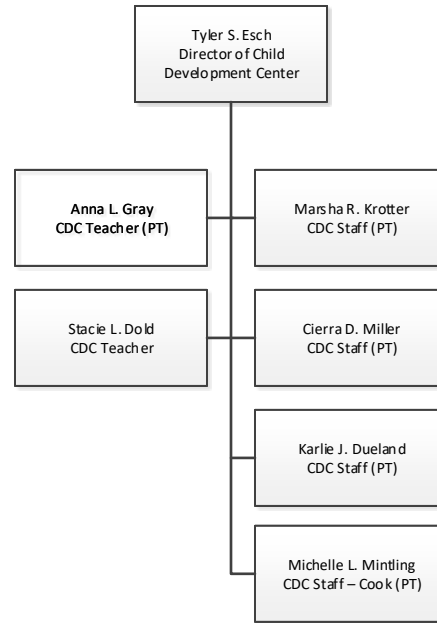 Tyler S. Esch
Director of Child
Development Center
Anna L. Gray
CDC Teacher (PT)
Marsha R. Krotter
CDC Staff (PT)
Stacie L. Dold
CDC Teacher
Cierra D. Miller
CDC Staff (PT)
Karlie J. Dueland
CDC Staff (PT)
Michelle L. Mintling
CDC Staff – Cook (PT)